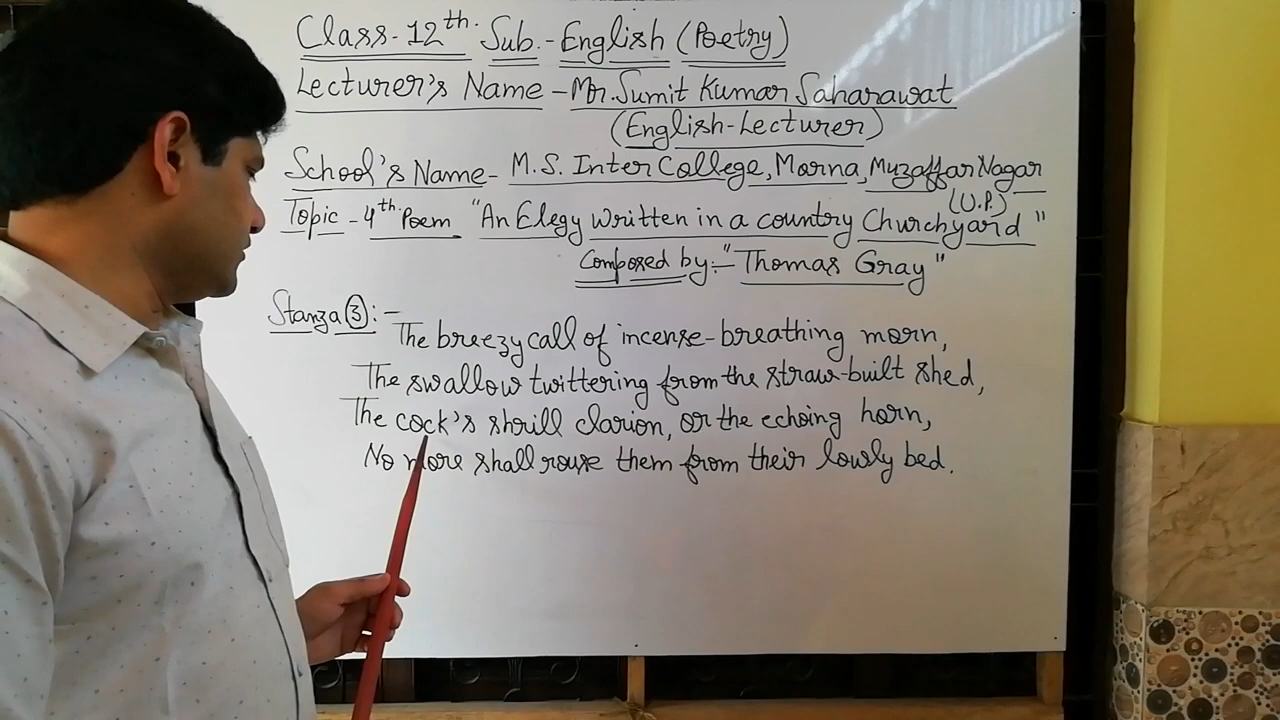 Class-12th. Sub.-English (Poetry)
Lecturer's Name-Mr. Sumit Kumar Saharawat
(English-Lecturer)
School's Name- M.S. Inter College, Morna, Muzaffar Nagar
(U.P.)
Topic-4th. Poem "An Elegy written in a country Churchyard"
Composed by:-"Thomas Gray"
Stanza 3:-
The breezy call of incense-breathing morn,
The swallow twittering from the straw-built shed,
The cock's shrill clarion, or the echoing horn,
No more shall rouse them from their lowly bed.